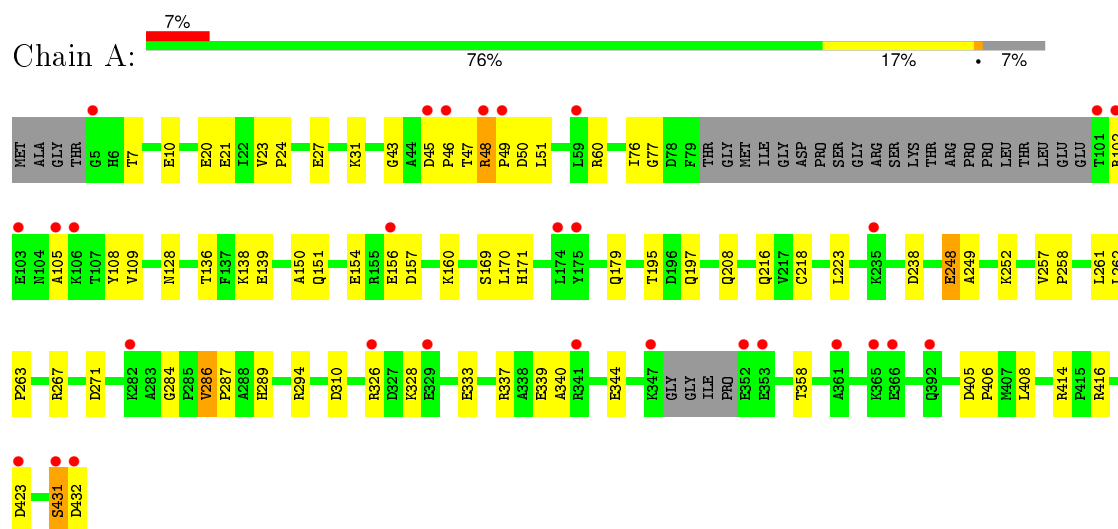 7%
Chain A:
76% 17% • 7%
MET ALA GLY THR G5 H6 T7 E10 E20 E21 I22 V23 P24 E27 K31 G43 A44 D45 P46 T47 R48 P49 D50 L51 L59 R60 I76 G77 D78 F79 THR GLY MET ILE GLY ASP PRO SER GLY ARG SER LYS THR ARG PRO PRO LEU THR LEU GLU GLU T101 R102
E103 N104 A105 K106 T107 Y108 V109 N128 T136 F137 K138 E139 A150 Q151 E154 R155 E156 D157 K160 S169 L170 H171 L174 Y175 Q179 T195 D196 Q197 Q208 Q216 V217 C218 L223 K235 D238 E248 A249 K252 V257 P258 L261 L262
P263 R267 D271 K282 A283 G284 P285 V286 P287 A288 H289 R294 D310 R326 D327 K328 E329 E333 R337 A338 E339 A340 R341 E344 K347 GLY GLY ILE PRO E352 E353 T358 A361 K365 E366 Q392 D405 P406 M407 L408 R414 P415 R416
D423 S431 D432